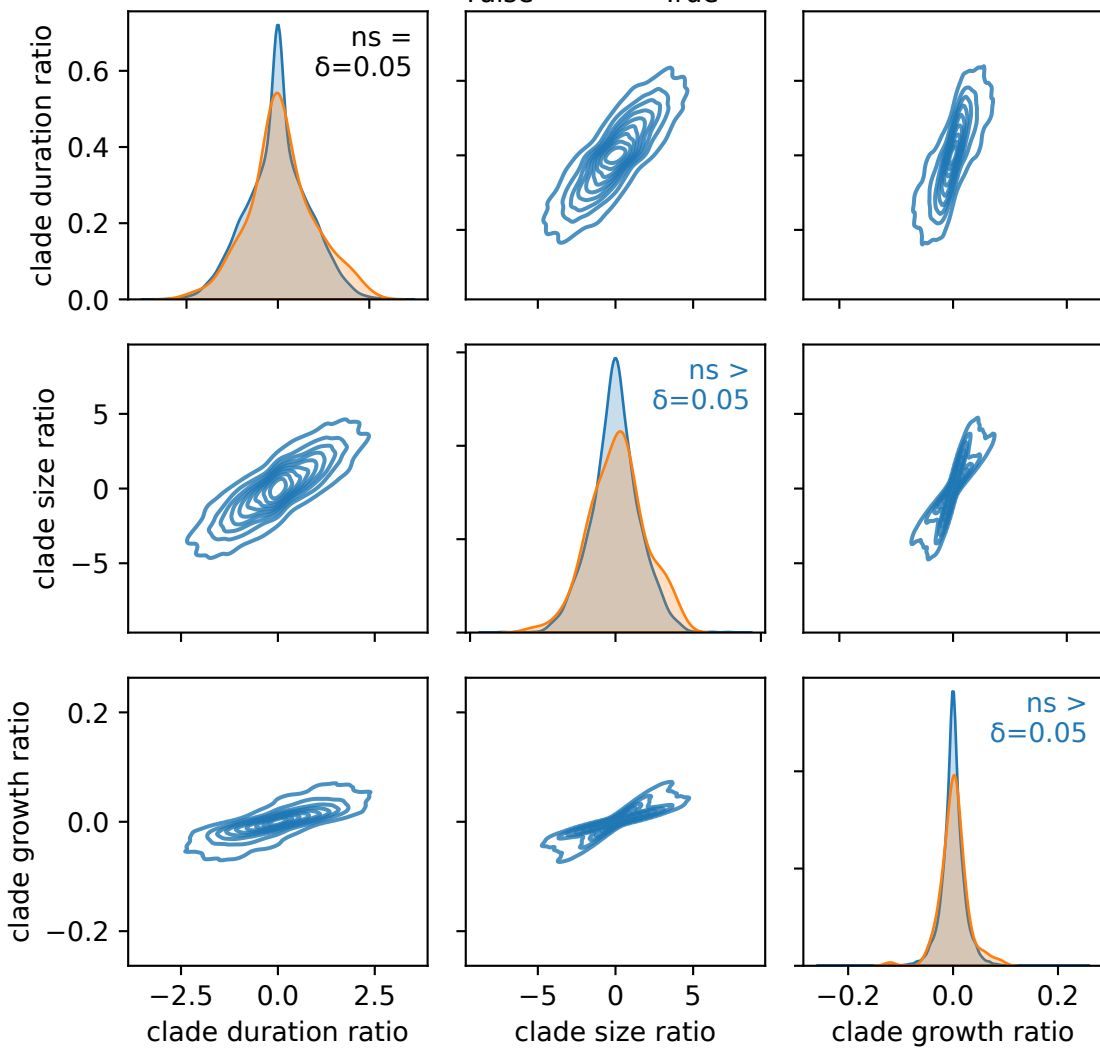 clade duration ratio
0.6
0.4
0.2
0.0
ns =
δ=0.05
clade size ratio
5
0
−5
ns >
δ=0.05
clade growth ratio
0.2
0.0
−0.2
ns >
δ=0.05
−2.5 0.0 2.5
−5 0 5
−0.2 0.0 0.2
clade duration ratio
clade size ratio
clade growth ratio